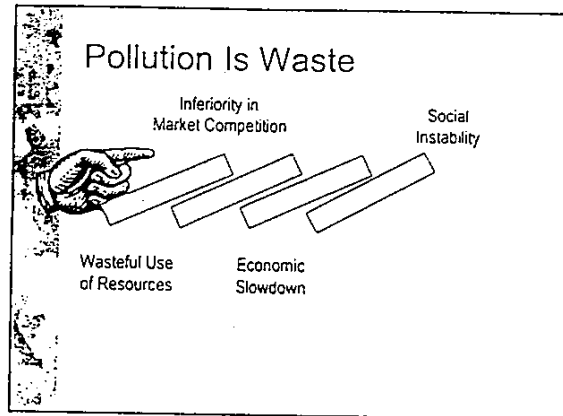 Pollution Is Waste
Inferiority in
Market Competition
Social
Instability
Wasteful Use
of Resources
Economic
Slowdown